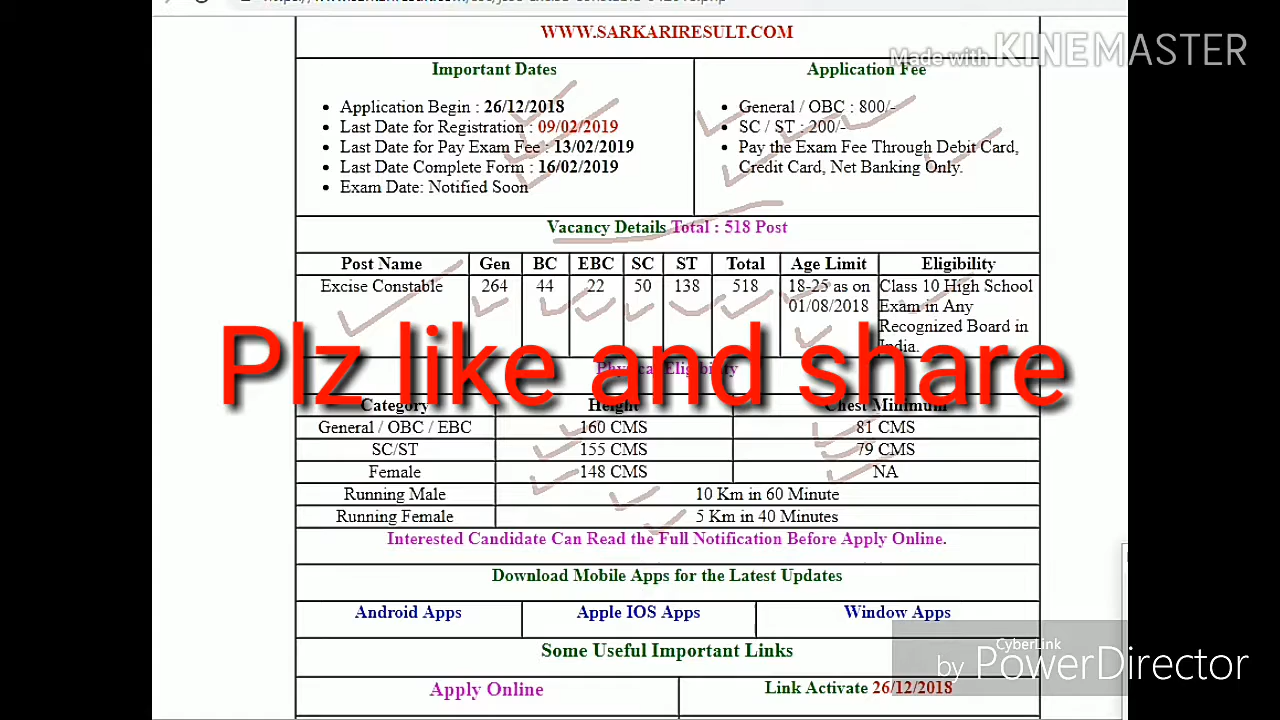 WWW.SARKARIRESULT.COM
Made with KINEMASTER
Important Dates
Application Begin : 26/12/2018
Last Date for Registration : 09/02/2019
Last Date for Pay Exam Fee : 13/02/2019
Last Date Complete Form : 16/02/2019
Exam Date: Notified Soon
Application Fee
General / OBC : 800/-
SC / ST : 200/-
Pay the Exam Fee Through Debit Card,
Credit Card, Net Banking Only.
Vacancy Details Total : 518 Post
Post Name Gen BC EBC SC ST Total Age Limit Eligibility
Excise Constable 264 44 22 50 138 518 18-25 as on Class 10 High School
01/08/2018 Exam in Any
Recognized Board in
India.
Plz like and share
Physical Eligibility
Category Height Chest Minimum
General / OBC / EBC 160 CMS 81 CMS
SC/ST 155 CMS 79 CMS
Female 148 CMS NA
Running Male 10 Km in 60 Minute
Running Female 5 Km in 40 Minutes
Interested Candidate Can Read the Full Notification Before Apply Online.
Download Mobile Apps for the Latest Updates
Android Apps Apple IOS Apps Window Apps
Some Useful Important Links
CyberLink
by PowerDirector
Apply Online Link Activate 26/12/2018